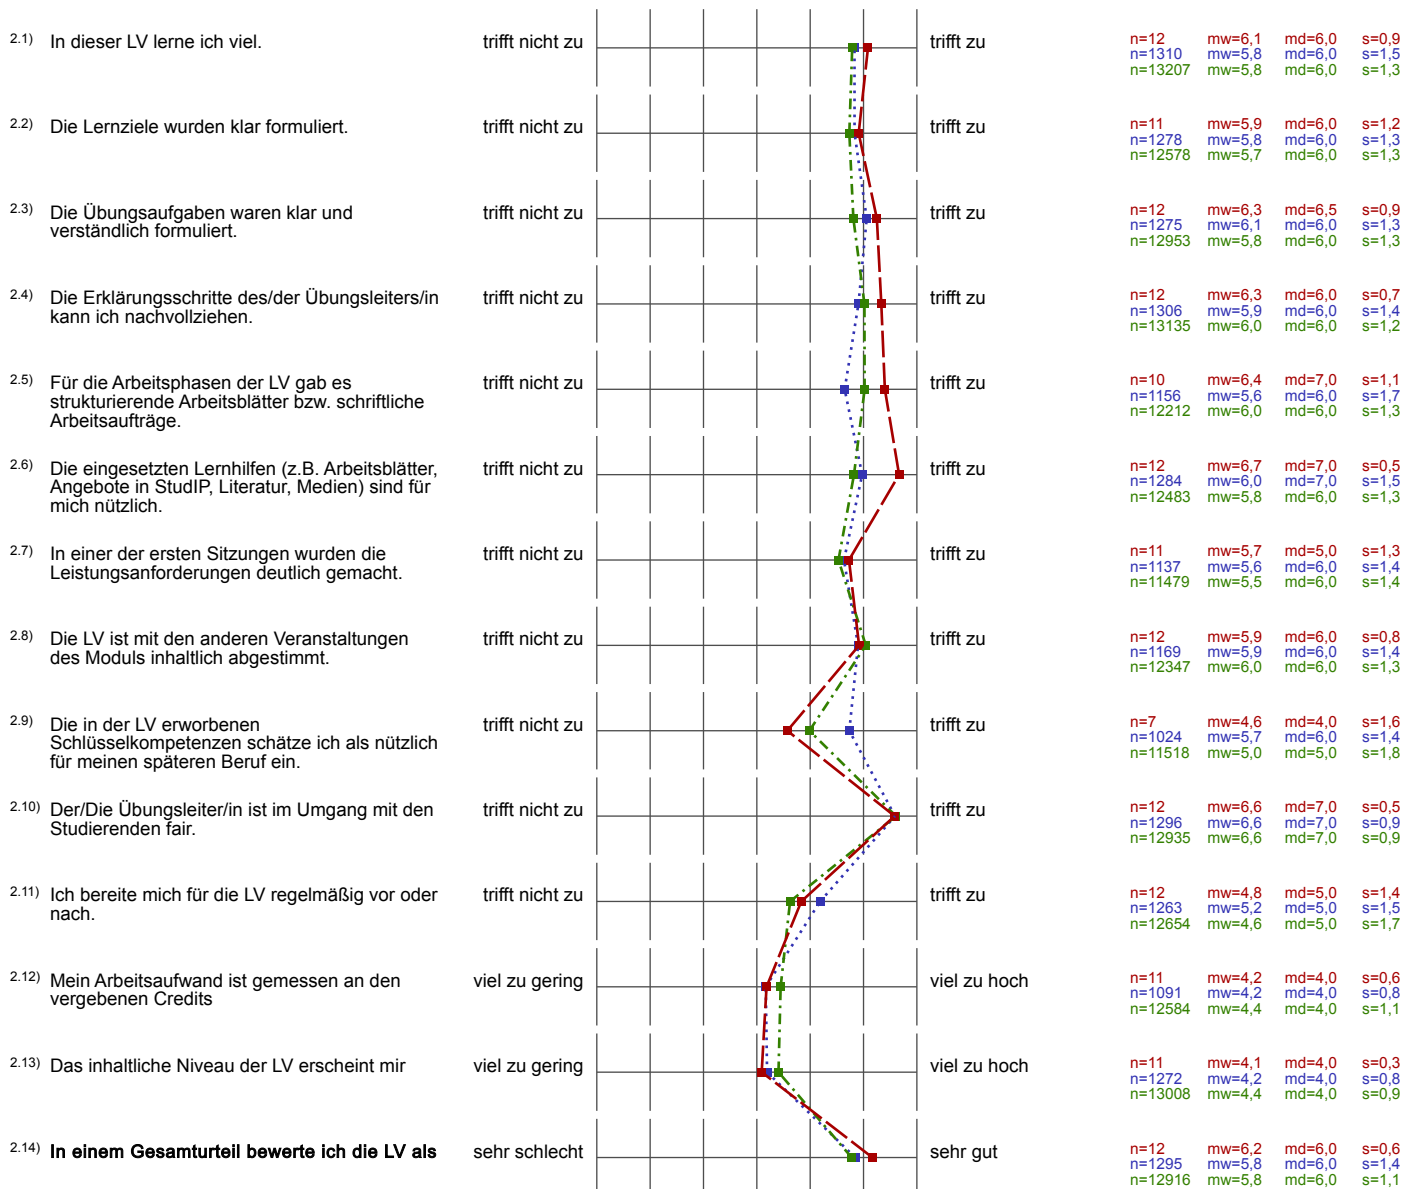 2.1) In dieser LV lerne ich viel. trifft nicht zu trifft zu n=12 mw=6,1 md=6,0 s=0,9
n=1310 mw=5,8 md=6,0 s=1,5
n=13207 mw=5,8 md=6,0 s=1,3
2.2) Die Lernziele wurden klar formuliert. trifft nicht zu trifft zu n=11 mw=5,9 md=6,0 s=1,2
n=1278 mw=5,8 md=6,0 s=1,3
n=12578 mw=5,7 md=6,0 s=1,3
2.3) Die Übungsaufgaben waren klar und trifft nicht zu trifft zu n=12 mw=6,3 md=6,5 s=0,9
verständlich formuliert. n=1275 mw=6,1 md=6,0 s=1,3
n=12953 mw=5,8 md=6,0 s=1,3
2.4) Die Erklärungsschritte des/der Übungsleiters/in trifft nicht zu trifft zu n=12 mw=6,3 md=6,0 s=0,7
kann ich nachvollziehen. n=1306 mw=5,9 md=6,0 s=1,4
n=13135 mw=6,0 md=6,0 s=1,2
2.5) Für die Arbeitsphasen der LV gab es trifft nicht zu trifft zu n=10 mw=6,4 md=7,0 s=1,1
strukturierende Arbeitsblätter bzw. schriftliche n=1156 mw=5,6 md=6,0 s=1,7
Arbeitsaufträge. n=12212 mw=6,0 md=6,0 s=1,3
2.6) Die eingesetzten Lernhilfen (z.B. Arbeitsblätter, trifft nicht zu trifft zu n=12 mw=6,7 md=7,0 s=0,5
Angebote in StudIP, Literatur, Medien) sind für n=1284 mw=6,0 md=7,0 s=1,5
mich nützlich. n=12483 mw=5,8 md=6,0 s=1,3
2.7) In einer der ersten Sitzungen wurden die trifft nicht zu trifft zu n=11 mw=5,7 md=5,0 s=1,3
Leistungsanforderungen deutlich gemacht. n=1137 mw=5,6 md=6,0 s=1,4
n=11479 mw=5,5 md=6,0 s=1,4
2.8) Die LV ist mit den anderen Veranstaltungen trifft nicht zu trifft zu n=12 mw=5,9 md=6,0 s=0,8
des Moduls inhaltlich abgestimmt. n=1169 mw=5,9 md=6,0 s=1,4
n=12347 mw=6,0 md=6,0 s=1,3
2.9) Die in der LV erworbenen trifft nicht zu trifft zu n=7 mw=4,6 md=4,0 s=1,6
Schlüsselkompetenzen schätze ich als nützlich n=1024 mw=5,7 md=6,0 s=1,4
für meinen späteren Beruf ein. n=11518 mw=5,0 md=5,0 s=1,8
2.10) Der/Die Übungsleiter/in ist im Umgang mit den trifft nicht zu trifft zu n=12 mw=6,6 md=7,0 s=0,5
Studierenden fair. n=1296 mw=6,6 md=7,0 s=0,9
n=12935 mw=6,6 md=7,0 s=0,9
2.11) Ich bereite mich für die LV regelmäßig vor oder trifft nicht zu trifft zu n=12 mw=4,8 md=5,0 s=1,4
nach. n=1263 mw=5,2 md=5,0 s=1,5
n=12654 mw=4,6 md=5,0 s=1,7
2.12) Mein Arbeitsaufwand ist gemessen an den viel zu gering viel zu hoch n=11 mw=4,2 md=4,0 s=0,6
vergebenen Credits n=1091 mw=4,2 md=4,0 s=0,8
n=12584 mw=4,4 md=4,0 s=1,1
2.13) Das inhaltliche Niveau der LV erscheint mir viel zu gering viel zu hoch n=11 mw=4,1 md=4,0 s=0,3
n=1272 mw=4,2 md=4,0 s=0,8
n=13008 mw=4,4 md=4,0 s=0,9
2.14) In einem Gesamturteil bewerte ich die LV als sehr schlecht sehr gut n=12 mw=6,2 md=6,0 s=0,6
n=1295 mw=5,8 md=6,0 s=1,4
n=12916 mw=5,8 md=6,0 s=1,1